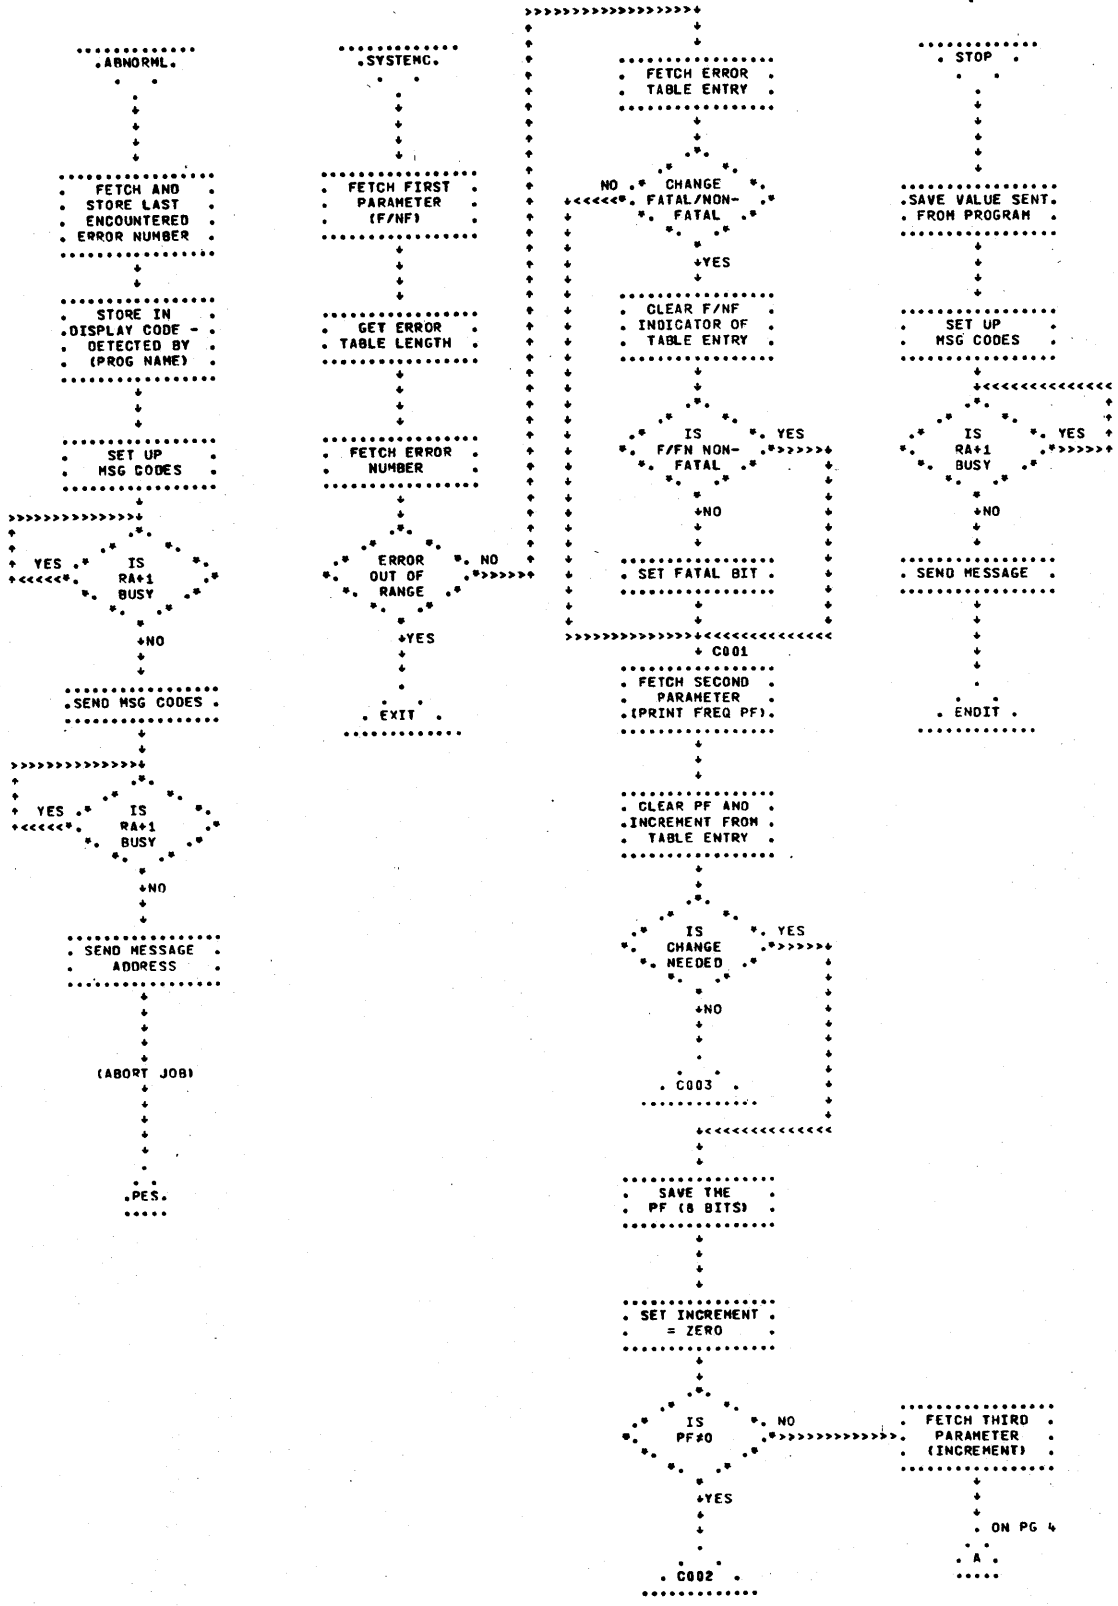 ABNORML.
FETCH AND
STORE LAST
ENCOUNTERED
ERROR NUMBER
STORE IN
DISPLAY CODE -
DETECTED BY
(PROG NAME)
SET UP
MSG CODES
YES
IS
RA+1
BUSY
NO
SEND MSG CODES
YES
IS
RA+1
BUSY
NO
SEND MESSAGE
ADDRESS
(ABORT JOB)
PES
SYSTEMC.
FETCH FIRST
PARAMETER
(F/NF)
GET ERROR
TABLE LENGTH
FETCH ERROR
NUMBER
ERROR
OUT OF
RANGE
NO
YES
EXIT
FETCH ERROR
TABLE ENTRY
NO
CHANGE
FATAL/NON-
FATAL
YES
CLEAR F/NF
INDICATOR OF
TABLE ENTRY
IS
F/FN NON-
FATAL
YES
NO
SET FATAL BIT
C001
FETCH SECOND
PARAMETER
(PRINT FREQ PF)
CLEAR PF AND
INCREMENT FROM
TABLE ENTRY
IS
CHANGE
NEEDED
YES
NO
C003
SAVE THE
PF (8 BITS)
SET INCREMENT
= ZERO
IS
PF≠0
NO
YES
C002
STOP
SAVE VALUE SENT
FROM PROGRAM
SET UP
MSG CODES
IS
RA+1
BUSY
YES
NO
SEND MESSAGE
ENDIT
FETCH THIRD
PARAMETER
(INCREMENT)
ON PG 4
A